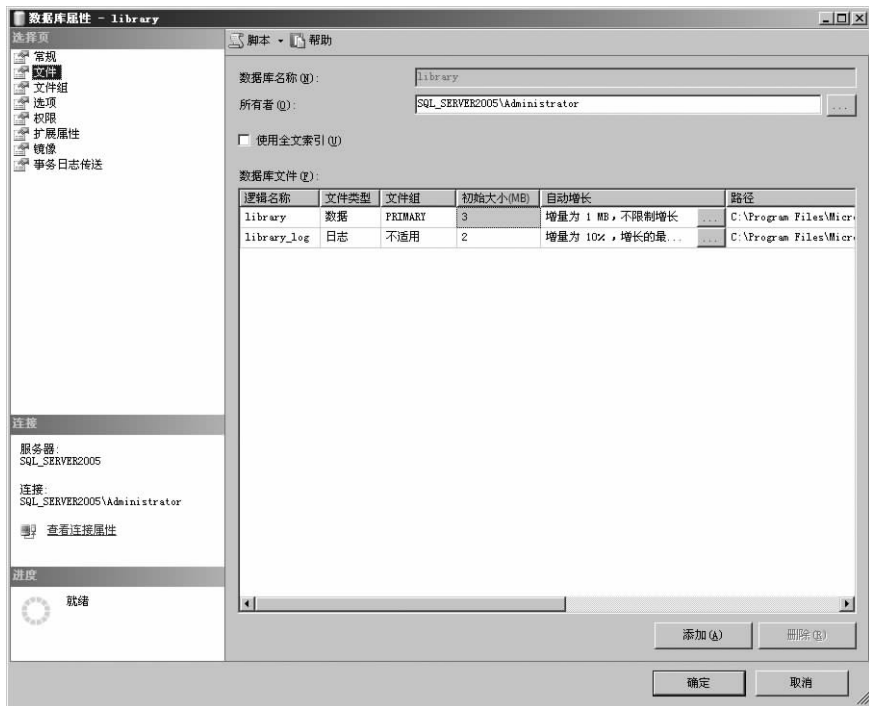 数据库属性 - library
选择页
常规
文件
文件组
选项
权限
扩展属性
镜像
事务日志传送
连接
服务器:
SQL_SERVER2005
连接:
SQL_SERVER2005\Administrator
查看连接属性
进度
就绪
脚本 帮助
数据库名称(N): library
所有者(O): SQL_SERVER2005\Administrator ...
使用全文索引(U)
数据库文件(F):
逻辑名称 文件类型 文件组 初始大小(MB) 自动增长 路径
library 数据 PRIMARY 3 增量为 1 MB，不限制增长 ... C:\Program Files\Micr
library_log 日志 不适用 2 增量为 10%，增长的最... ... C:\Program Files\Micr
添加(A) 删除(R)
确定 取消